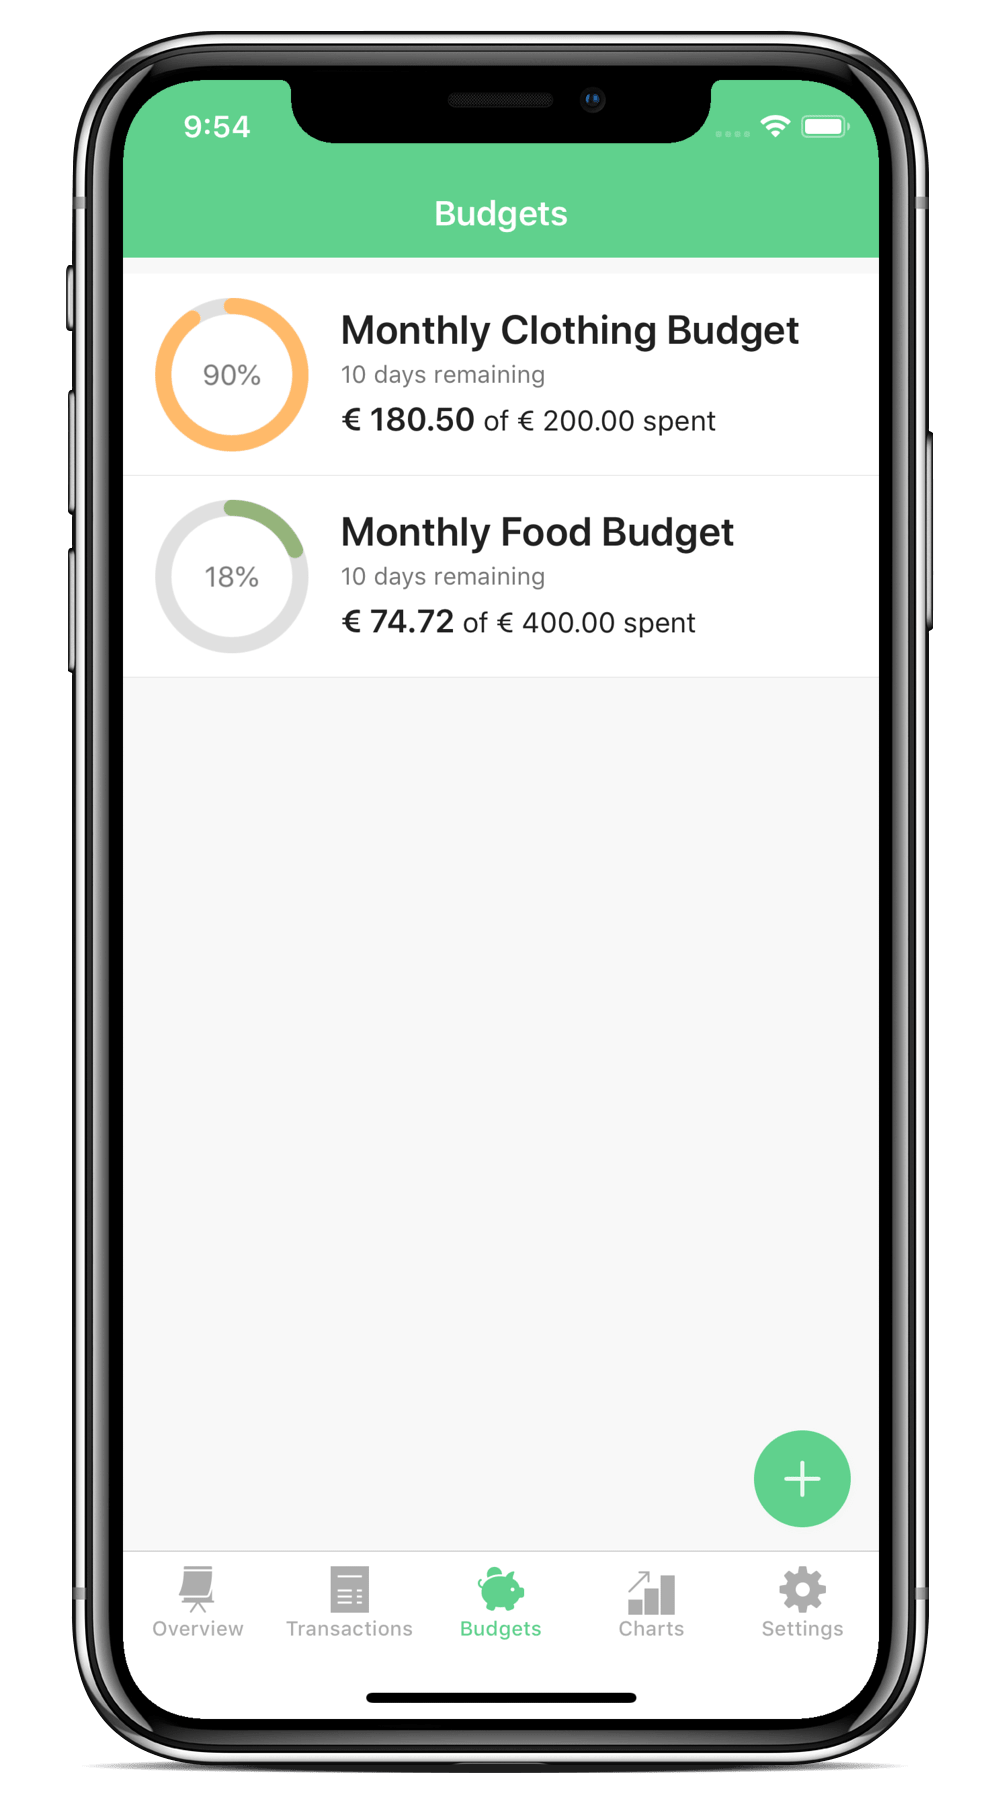 9:54
Budgets
90%
Monthly Clothing Budget
10 days remaining
€ 180.50 of € 200.00 spent
18%
Monthly Food Budget
10 days remaining
€ 74.72 of € 400.00 spent
Overview
Transactions
Budgets
Charts
Settings